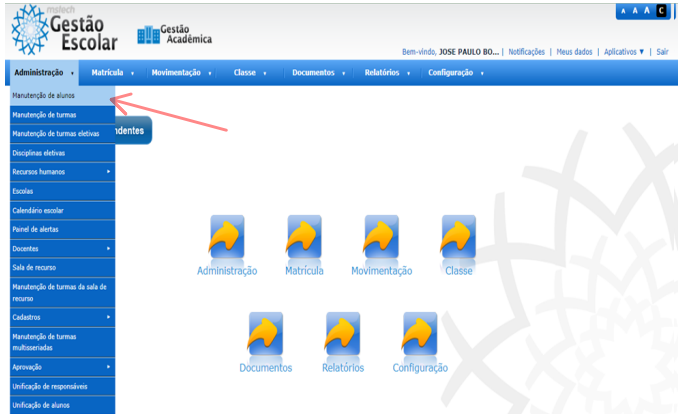 mstech
Gestão
Escolar
Gestão
Acadêmica
A A A C
Bem-vindo, JOSE PAULO BO... | Notificações | Meus dados | Aplicativos ▼ | Sair
Administração Matrícula Movimentação Classe Documentos Relatórios Configuração
Manutenção de alunos
Manutenção de turmas
Manutenção de turmas eletivas
ndentes
Disciplinas eletivas
Recursos humanos
Escolas
Calendário escolar
Painel de alertas
Docentes
Sala de recurso
Manutenção de turmas da sala de
recurso
Cadastros
Manutenção de turmas
multisseriadas
Aprovação
Unificação de responsáveis
Unificação de alunos
Administração Matrícula Movimentação Classe
Documentos Relatórios Configuração